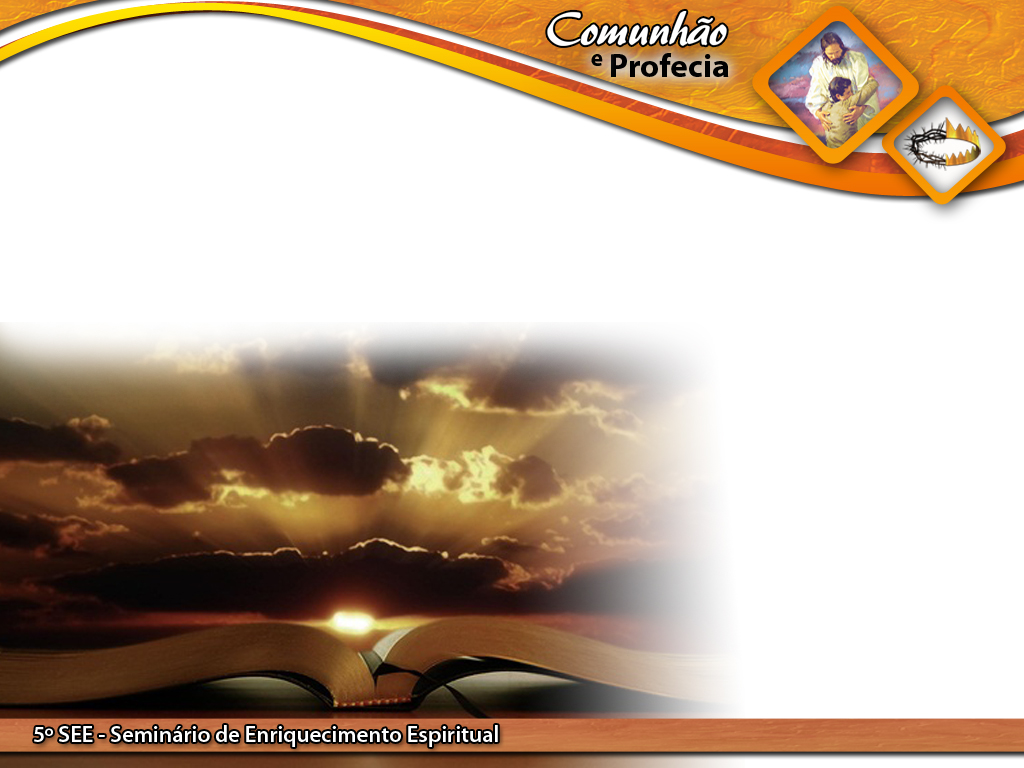 Comunhão
e Profecia
5º SEE - Seminário de Enriquecimento Espiritual